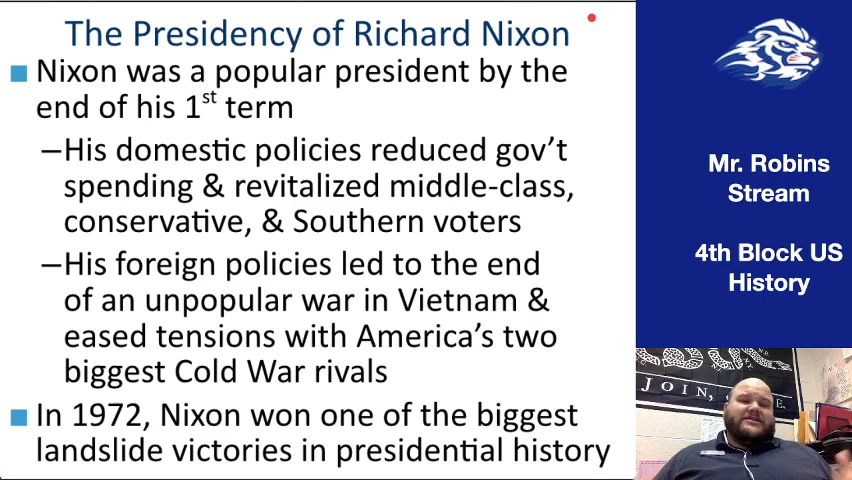 The Presidency of Richard Nixon
Nixon was a popular president by the
end of his 1st term
–His domestic policies reduced gov't
spending & revitalized middle-class,
conservative, & Southern voters
–His foreign policies led to the end
of an unpopular war in Vietnam &
eased tensions with America's two
biggest Cold War rivals
In 1972, Nixon won one of the biggest
landslide victories in presidential history
Mr. Robins
Stream
4th Block US
History
JOIN,